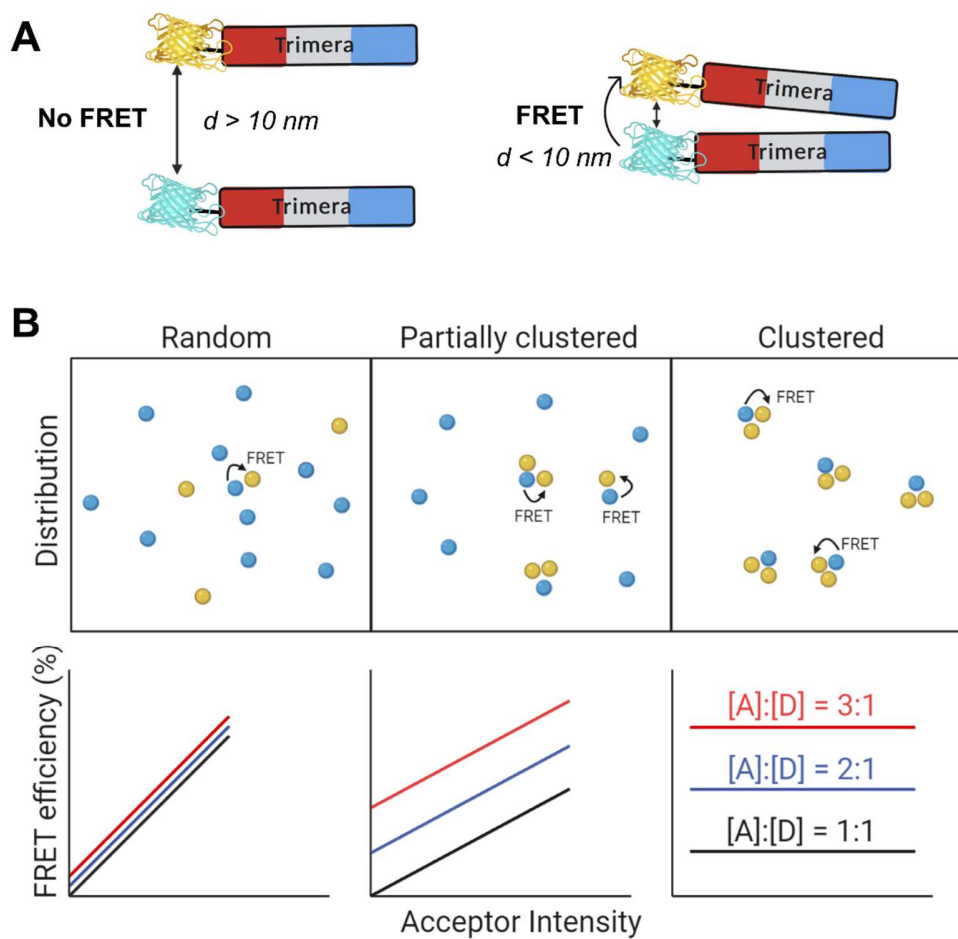 A
Trimera
No FRET
d > 10 nm
Trimera
Trimera
FRET
d < 10 nm
Trimera
B
Random
Partially clustered
Clustered
Distribution
FRET
FRET
FRET
FRET
FRET
FRET efficiency (%)
[A]:[D] = 3:1
[A]:[D] = 2:1
[A]:[D] = 1:1
Acceptor Intensity